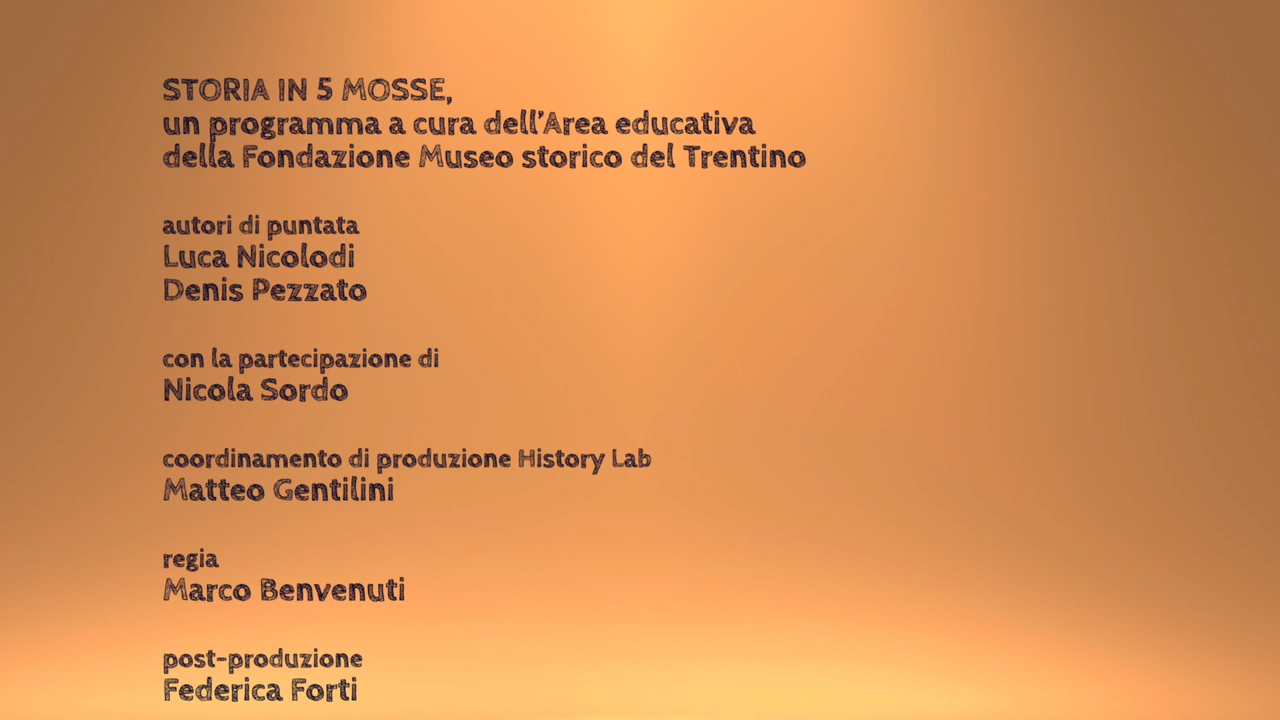 STORIA IN 5 MOSSE,
un programma a cura dell'Area educativa
della Fondazione Museo storico del Trentino
autori di puntata
Luca Nicolodi
Denis Pezzato
con la partecipazione di
Nicola Sordo
coordinamento di produzione History Lab
Matteo Gentilini
regia
Marco Benvenuti
post-produzione
Federica Forti